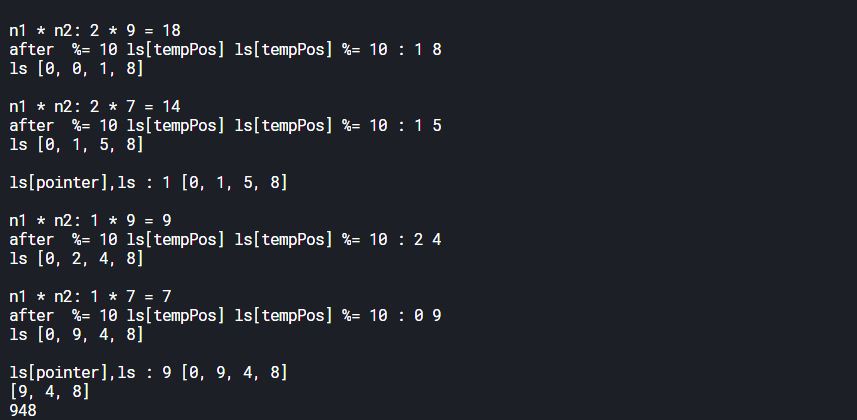 n1 * n2: 2 * 9 = 18
after  %= 10 ls[tempPos] ls[tempPos] %= 10 : 1 8
ls [0, 0, 1, 8]
n1 * n2: 2 * 7 = 14
after  %= 10 ls[tempPos] ls[tempPos] %= 10 : 1 5
ls [0, 1, 5, 8]
ls[pointer],ls : 1 [0, 1, 5, 8]
n1 * n2: 1 * 9 = 9
after  %= 10 ls[tempPos] ls[tempPos] %= 10 : 2 4
ls [0, 2, 4, 8]
n1 * n2: 1 * 7 = 7
after  %= 10 ls[tempPos] ls[tempPos] %= 10 : 0 9
ls [0, 9, 4, 8]
ls[pointer],ls : 9 [0, 9, 4, 8]
[9, 4, 8]
948